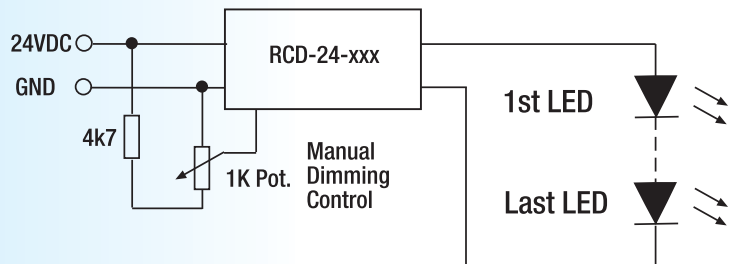 24VDC
RCD-24-xxx
GND
1st LED
4k7
1K Pot.
Manual
Dimming
Control
Last LED